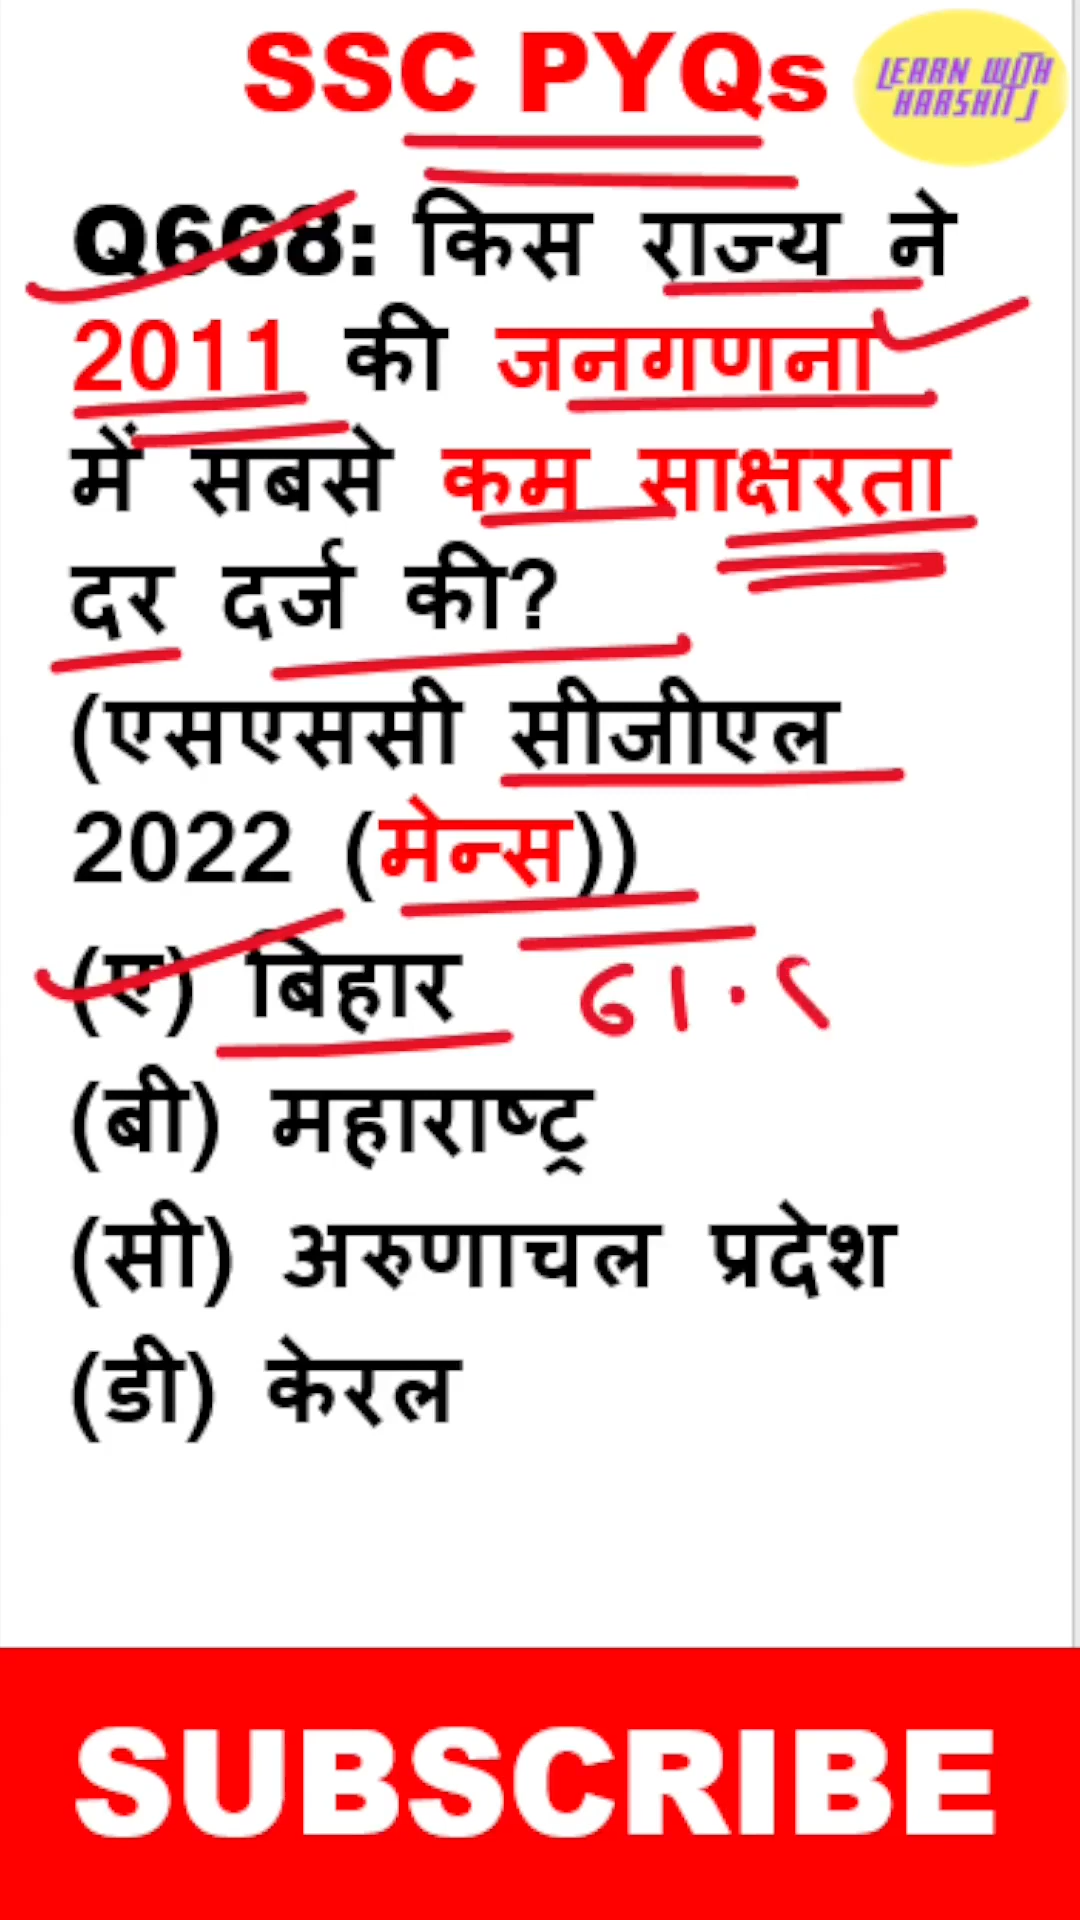 SSC PYQs
LEARN WITH
HARSHIT J
Q668: किस राज्य ने
2011 की जनगणना
में सबसे कम साक्षरता
दर दर्ज की?
(एसएससी सीजीएल
2022 (मेन्स))
(ए) बिहार 61.
(बी) महाराष्ट्र
(सी) अरुणाचल प्रदेश
(डी) केरल
SUBSCRIBE